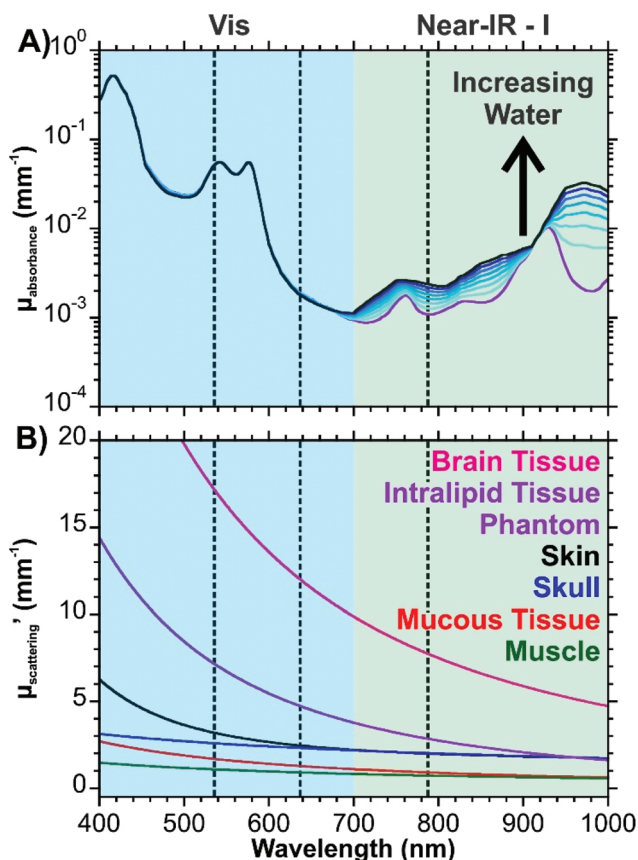 Vis
Near-IR - I
A)
10⁰
10⁻¹
10⁻²
10⁻³
10⁻⁴
μabsorbance (mm⁻¹)
Increasing
Water
B)
20
15
10
5
0
μscattering' (mm⁻¹)
Brain Tissue
Intralipid Tissue
Phantom
Skin
Skull
Mucous Tissue
Muscle
400 500 600 700 800 900 1000
Wavelength (nm)